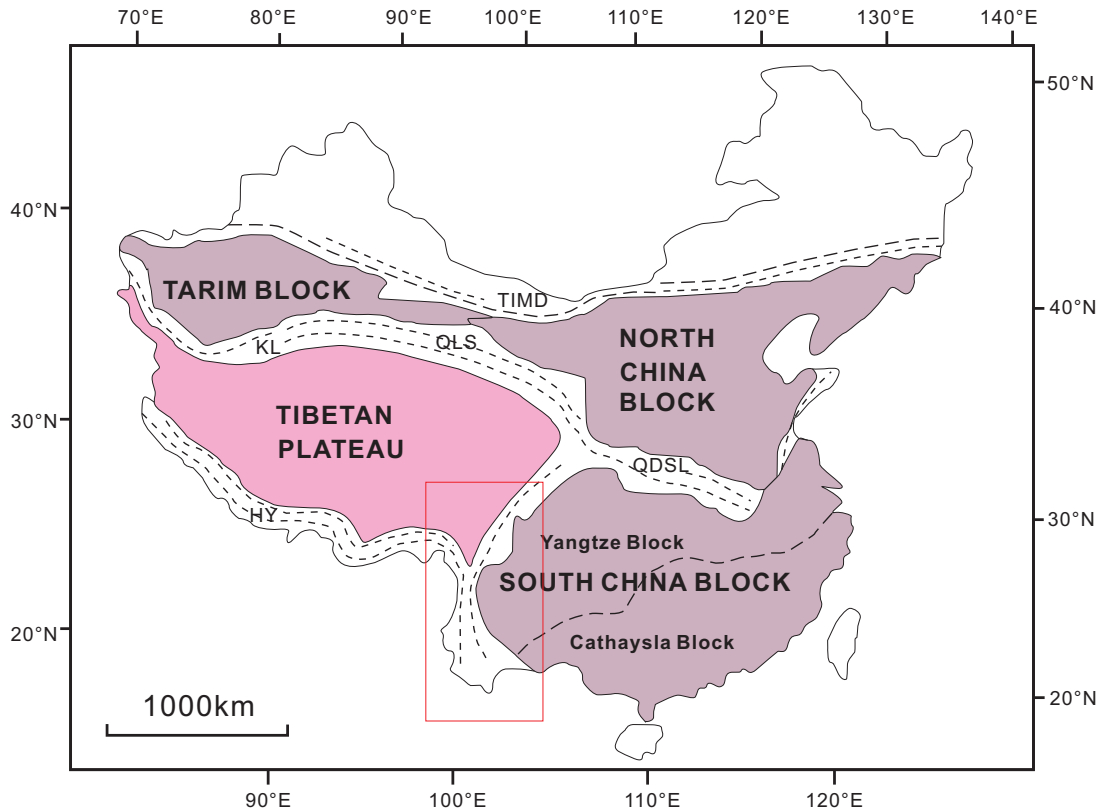 70°E 80°E 90°E 100°E 110°E 120°E 130°E 140°E
50°N
40°N
TARIM BLOCK
TIMD
40°N
KL
QLS
NORTH
CHINA
BLOCK
30°N
TIBETAN
PLATEAU
QDSL
HY
30°N
Yangtze Block
SOUTH CHINA BLOCK
20°N
Cathaysla Block
1000km
20°N
80°E 100°E 110°E 120°E